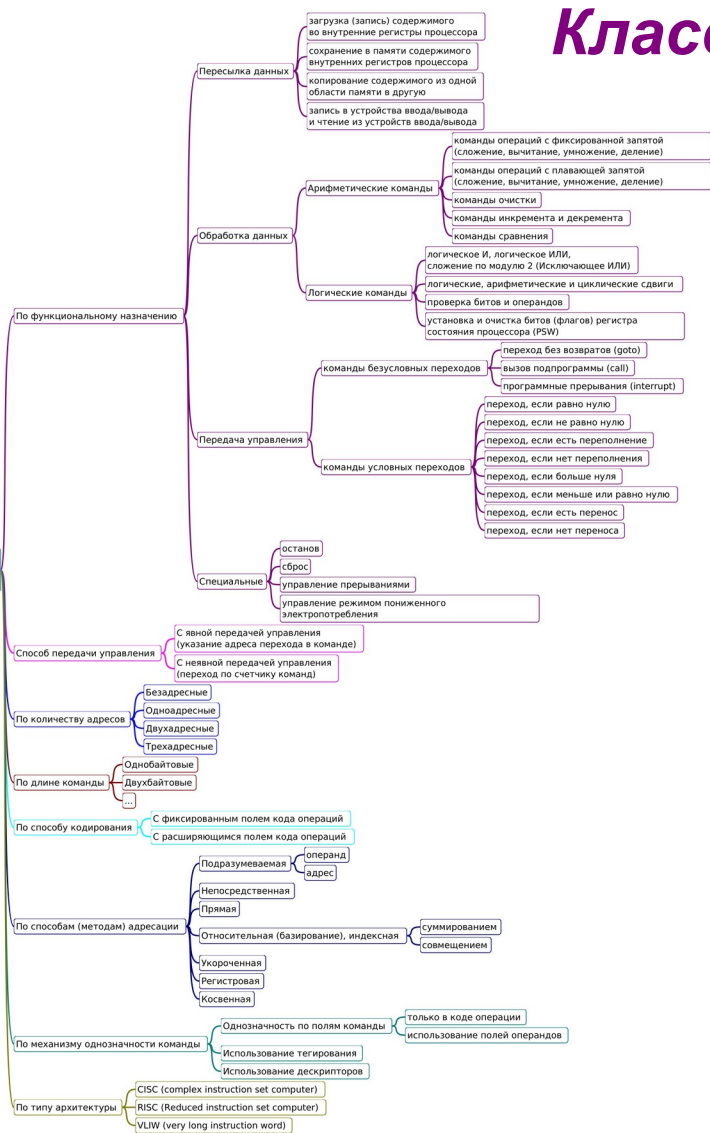 Класс
загрузка (запись) содержимого
во внутренние регистры процессора
сохранение в памяти содержимого
внутренних регистров процессора
Пересылка данных
копирование содержимого из одной
области памяти в другую
запись в устройства ввода/вывода
и чтение из устройств ввода/вывода
команды операций с фиксированной запятой
(сложение, вычитание, умножение, деление)
команды операций с плавающей запятой
(сложение, вычитание, умножение, деление)
Арифметические команды
команды очистки
команды инкремента и декремента
команды сравнения
Обработка данных
логическое И, логическое ИЛИ,
сложение по модулю 2 (Исключающее ИЛИ)
логические, арифметические и циклические сдвиги
Логические команды
проверка битов и операндов
установка и очистка битов (флагов) регистра
состояния процессора (PSW)
По функциональному назначению
переход без возвратов (goto)
команды безусловных переходов
вызов подпрограммы (call)
программные прерывания (interrupt)
переход, если равно нулю
переход, если не равно нулю
Передача управления
переход, если есть переполнение
переход, если нет переполнения
команды условных переходов
переход, если больше нуля
переход, если меньше или равно нулю
переход, если есть перенос
переход, если нет переноса
останов
сброс
Специальные
управление прерываниями
управление режимом пониженного
электропотребления
С явной передачей управления
(указание адреса перехода в команде)
Способ передачи управления
С неявной передачей управления
(переход по счетчику команд)
Безадресные
Одноадресные
По количеству адресов
Двухадресные
Трехадресные
Однобайтовые
По длине команды
Двухбайтовые
...
С фиксированным полем кода операций
По способу кодирования
С расширяющимся полем кода операций
операнд
Подразумеваемая
адрес
Непосредственная
Прямая
По способам (методам) адресации
суммированием
Относительная (базирование), индексная
совмещением
Укороченная
Регистровая
Косвенная
только в коде операции
Однозначность по полям команды
использование полей операндов
По механизму однозначности команды
Использование тегирования
Использование дескрипторов
CISC (complex instruction set computer)
По типу архитектуры
RISC (Reduced instruction set computer)
VLIW (very long instruction word)